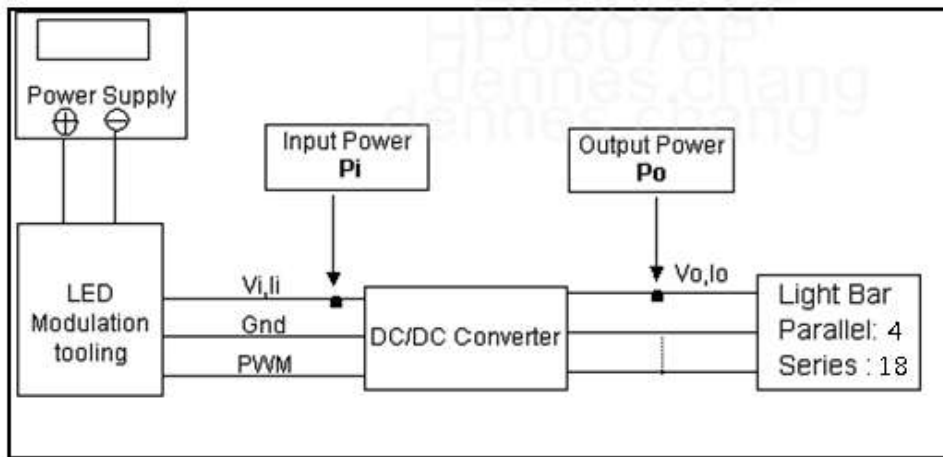 HP06076P
dennes.chang
dennes.chang
Power Supply
Input Power
Pi
Output Power
Po
LED
Modulation
tooling
Vi,Ii
Gnd
PWM
DC/DC Converter
Vo,Io
Light Bar
Parallel: 4
Series : 18